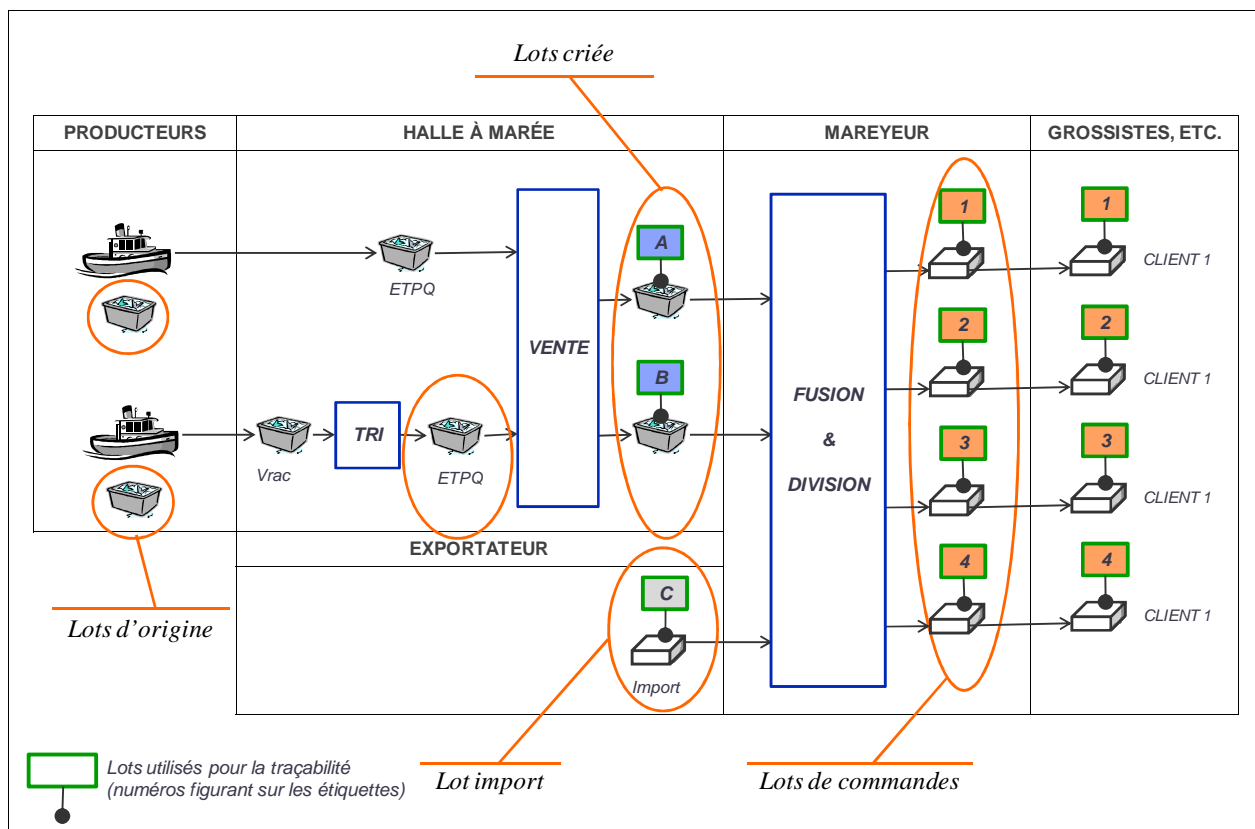 Lots criée
PRODUCTEURS
HALLE À MARÉE
MAREYEUR
GROSSISTES, ETC.
ETPQ
VENTE
A
B
Vrac
TRI
ETPQ
FUSION
&
DIVISION
1
2
3
4
1
CLIENT 1
2
CLIENT 1
3
CLIENT 1
4
CLIENT 1
EXPORTATEUR
C
Import
Lots d'origine
Lot import
Lots de commandes
Lots utilisés pour la traçabilité
(numéros figurant sur les étiquettes)